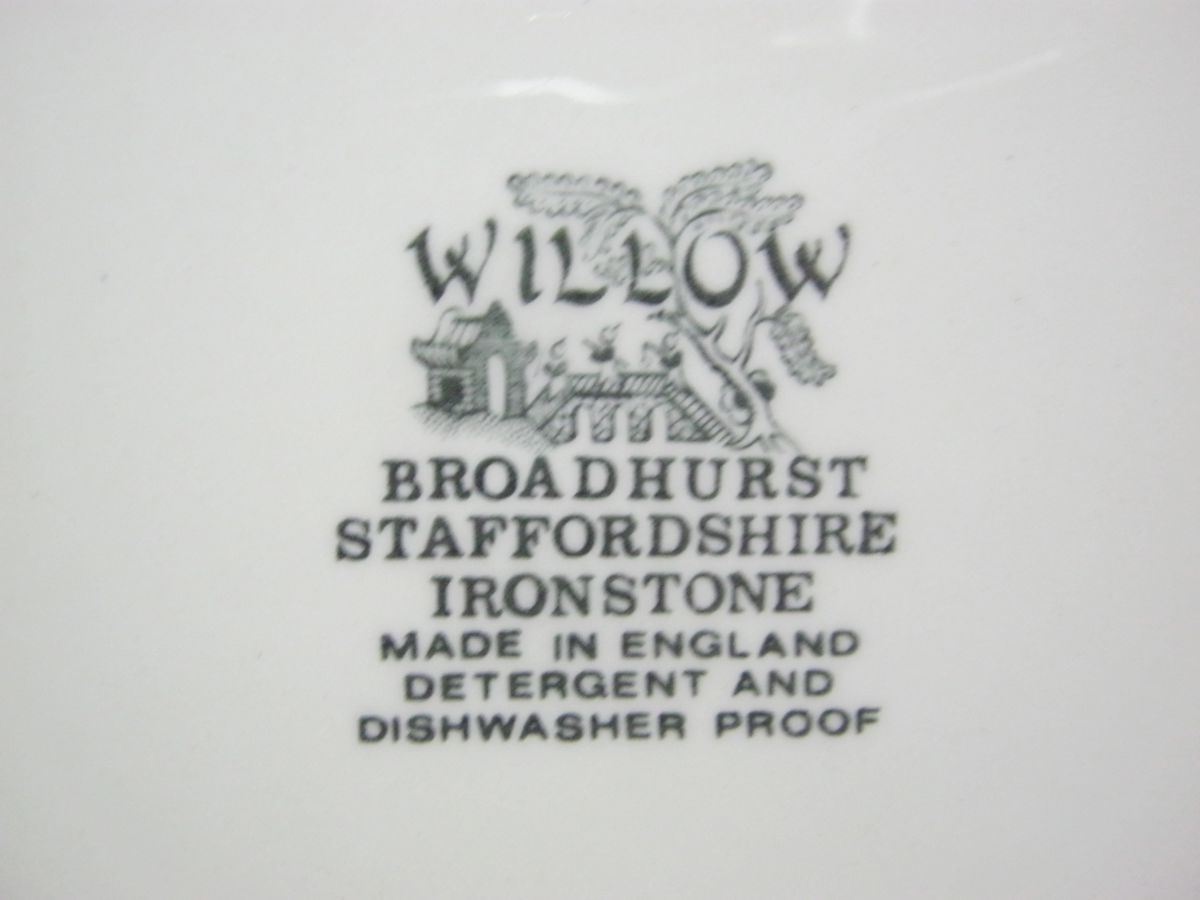 WILLOW
BROADHURST
STAFFORDSHIRE
IRONSTONE
MADE IN ENGLAND
DETERGENT AND
DISHWASHER PROOF